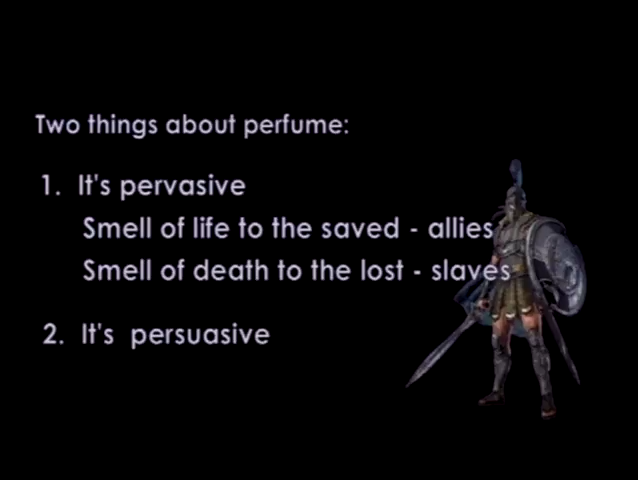 Two things about perfume:
1. It's pervasive
Smell of life to the saved - allies
Smell of death to the lost - slaves
2. It's persuasive